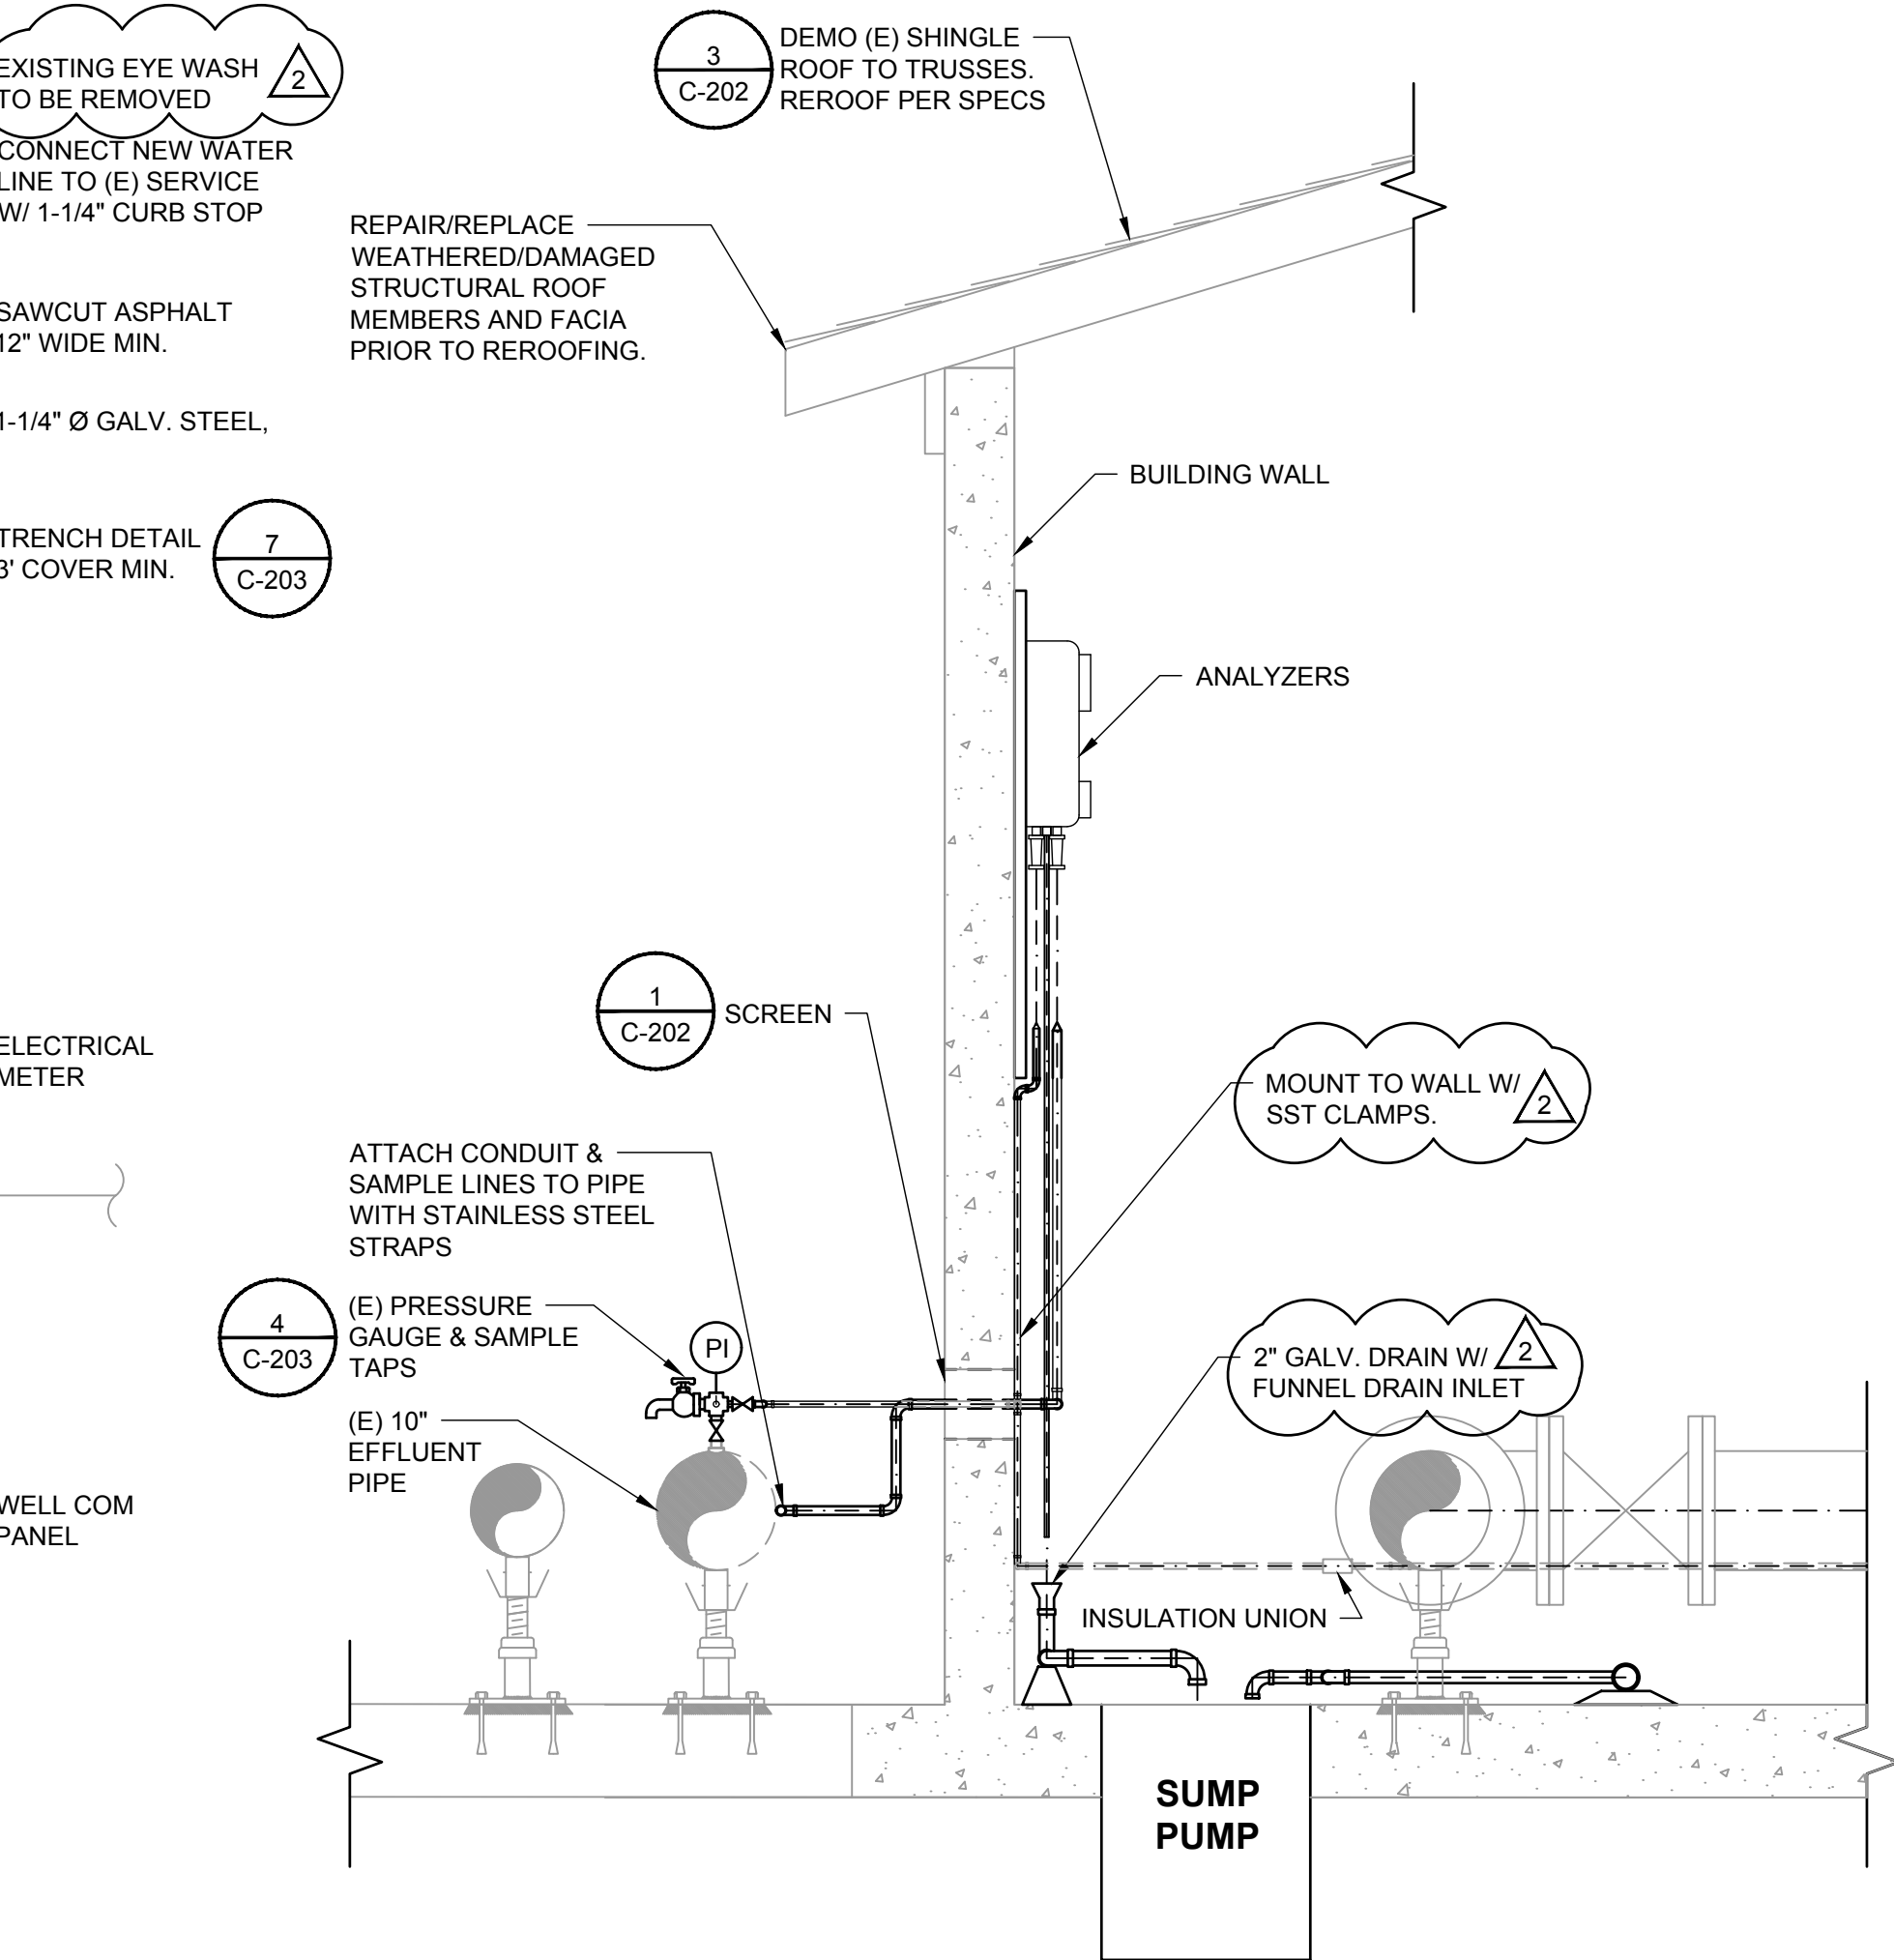 EXISTING EYE WASH
TO BE REMOVED
2
CONNECT NEW WATER
LINE TO (E) SERVICE
W/ 1-1/4" CURB STOP
SAWCUT ASPHALT
12" WIDE MIN.
1-1/4" Ø GALV. STEEL,
TRENCH DETAIL
3' COVER MIN.
7
C-203
ELECTRICAL
METER
WELL COM
PANEL
3
C-202
DEMO (E) SHINGLE
ROOF TO TRUSSES.
REROOF PER SPECS
REPAIR/REPLACE
WEATHERED/DAMAGED
STRUCTURAL ROOF
MEMBERS AND FACIA
PRIOR TO REROOFING.
BUILDING WALL
ANALYZERS
1
C-202
SCREEN
MOUNT TO WALL W/
SST CLAMPS.
2
ATTACH CONDUIT &
SAMPLE LINES TO PIPE
WITH STAINLESS STEEL
STRAPS
4
C-203
(E) PRESSURE
GAUGE & SAMPLE
TAPS
PI
2" GALV. DRAIN W/
FUNNEL DRAIN INLET
2
(E) 10"
EFFLUENT
PIPE
INSULATION UNION
SUMP
PUMP